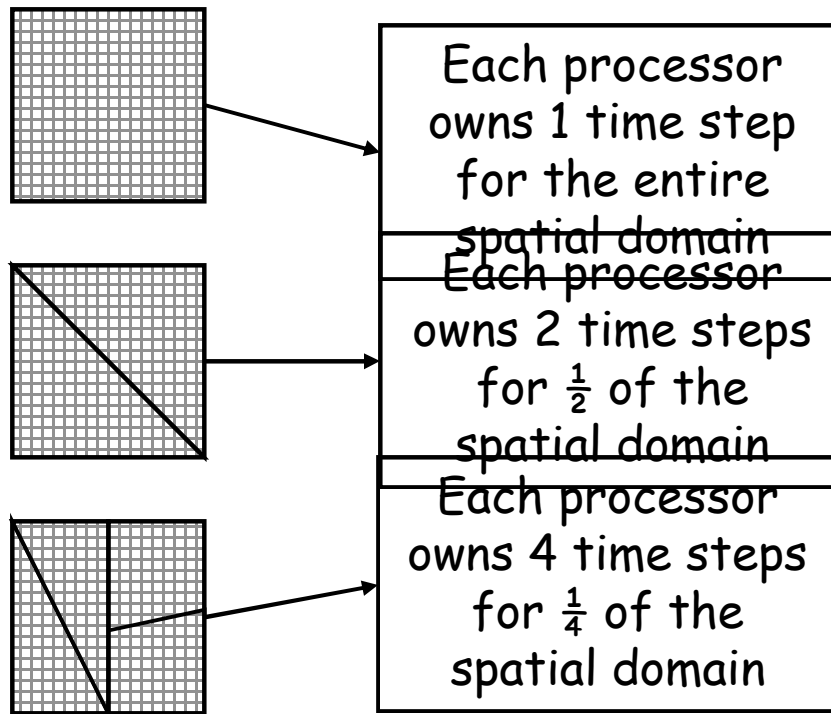 Each processor
owns 1 time step
for the entire
spatial domain
Each processor
owns 2 time steps
for ½ of the
spatial domain
Each processor
owns 4 time steps
for ¼ of the
spatial domain